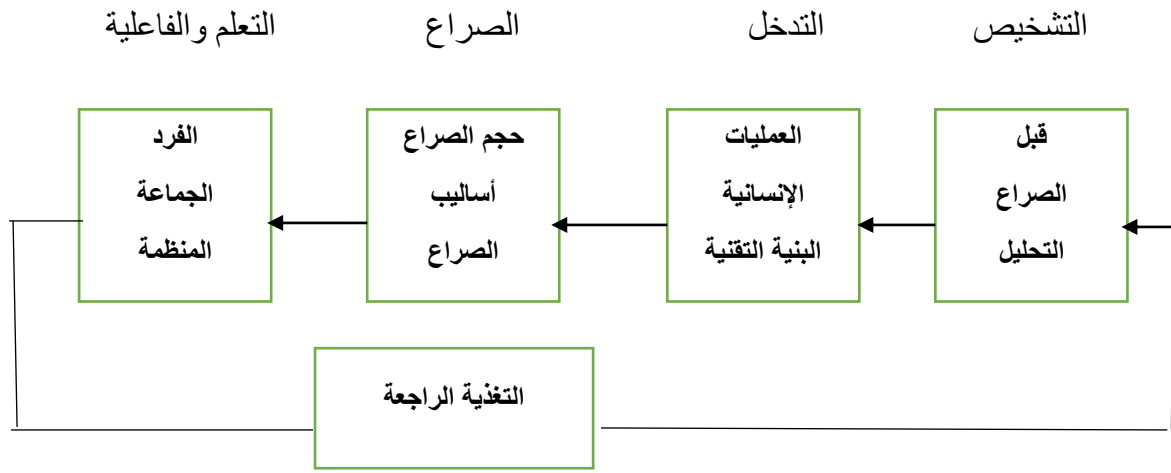 التشخيص
التدخل
الصراع
التعلم والفاعلية
قبل
الصراع
التحليل
العمليات
الإنسانية
البنية التقنية
حجم الصراع
أساليب
الصراع
الفرد
الجماعة
المنظمة
التغذية الراجعة